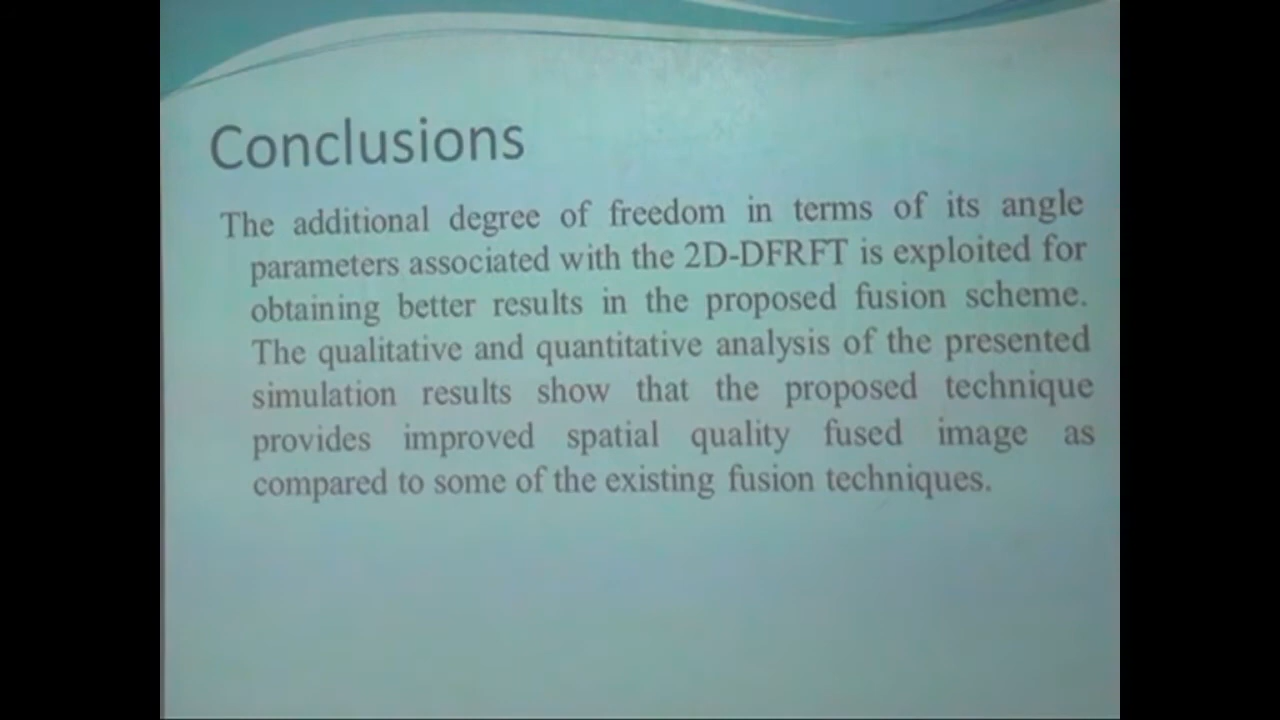 Conclusions
The additional degree of freedom in terms of its angle
parameters associated with the 2D-DFRFT is exploited for
obtaining better results in the proposed fusion scheme.
The qualitative and quantitative analysis of the presented
simulation results show that the proposed technique
provides improved spatial quality fused image as
compared to some of the existing fusion techniques.